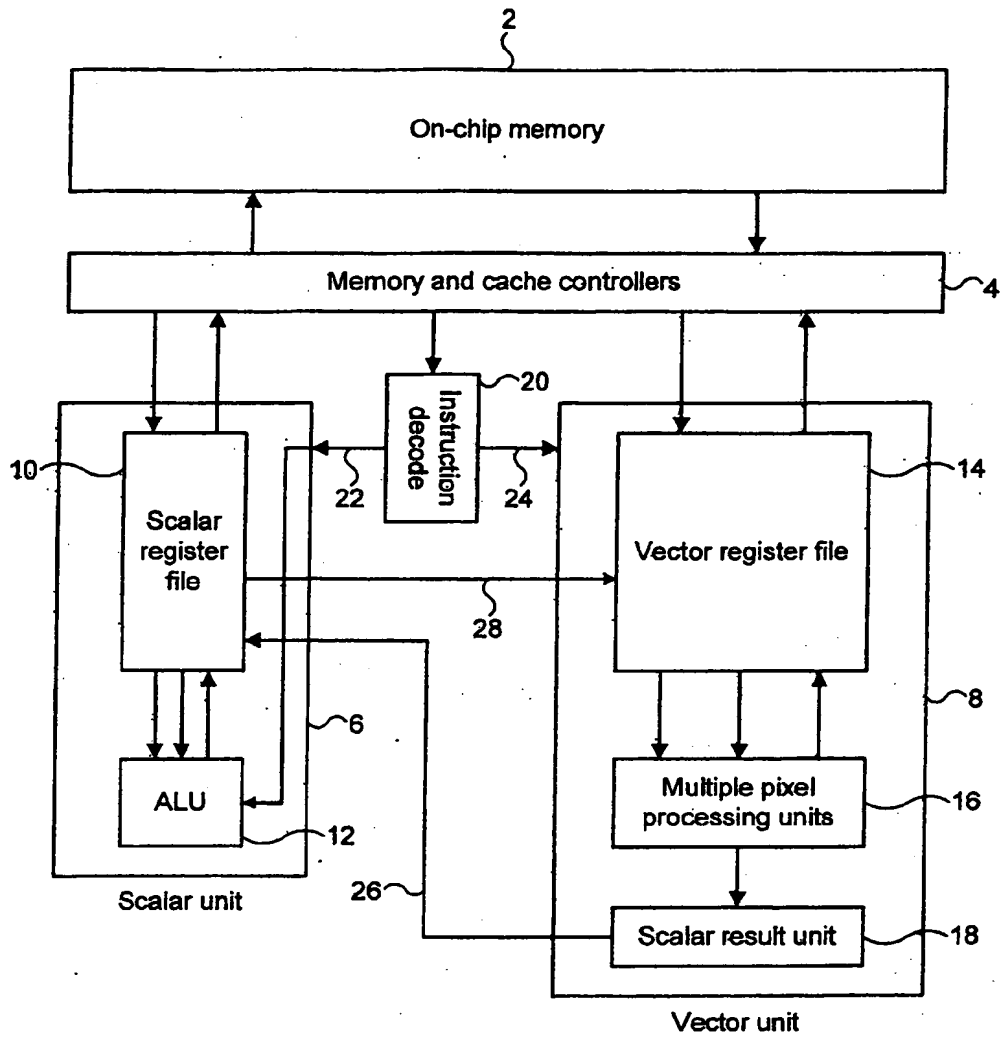 2
On-chip memory
Memory and cache controllers
4
20
Instruction
decode
10
22
24
14
Scalar
register
file
Vector register file
28
6
8
ALU
Multiple pixel
processing units
16
12
26
Scalar unit
Scalar result unit
18
Vector unit